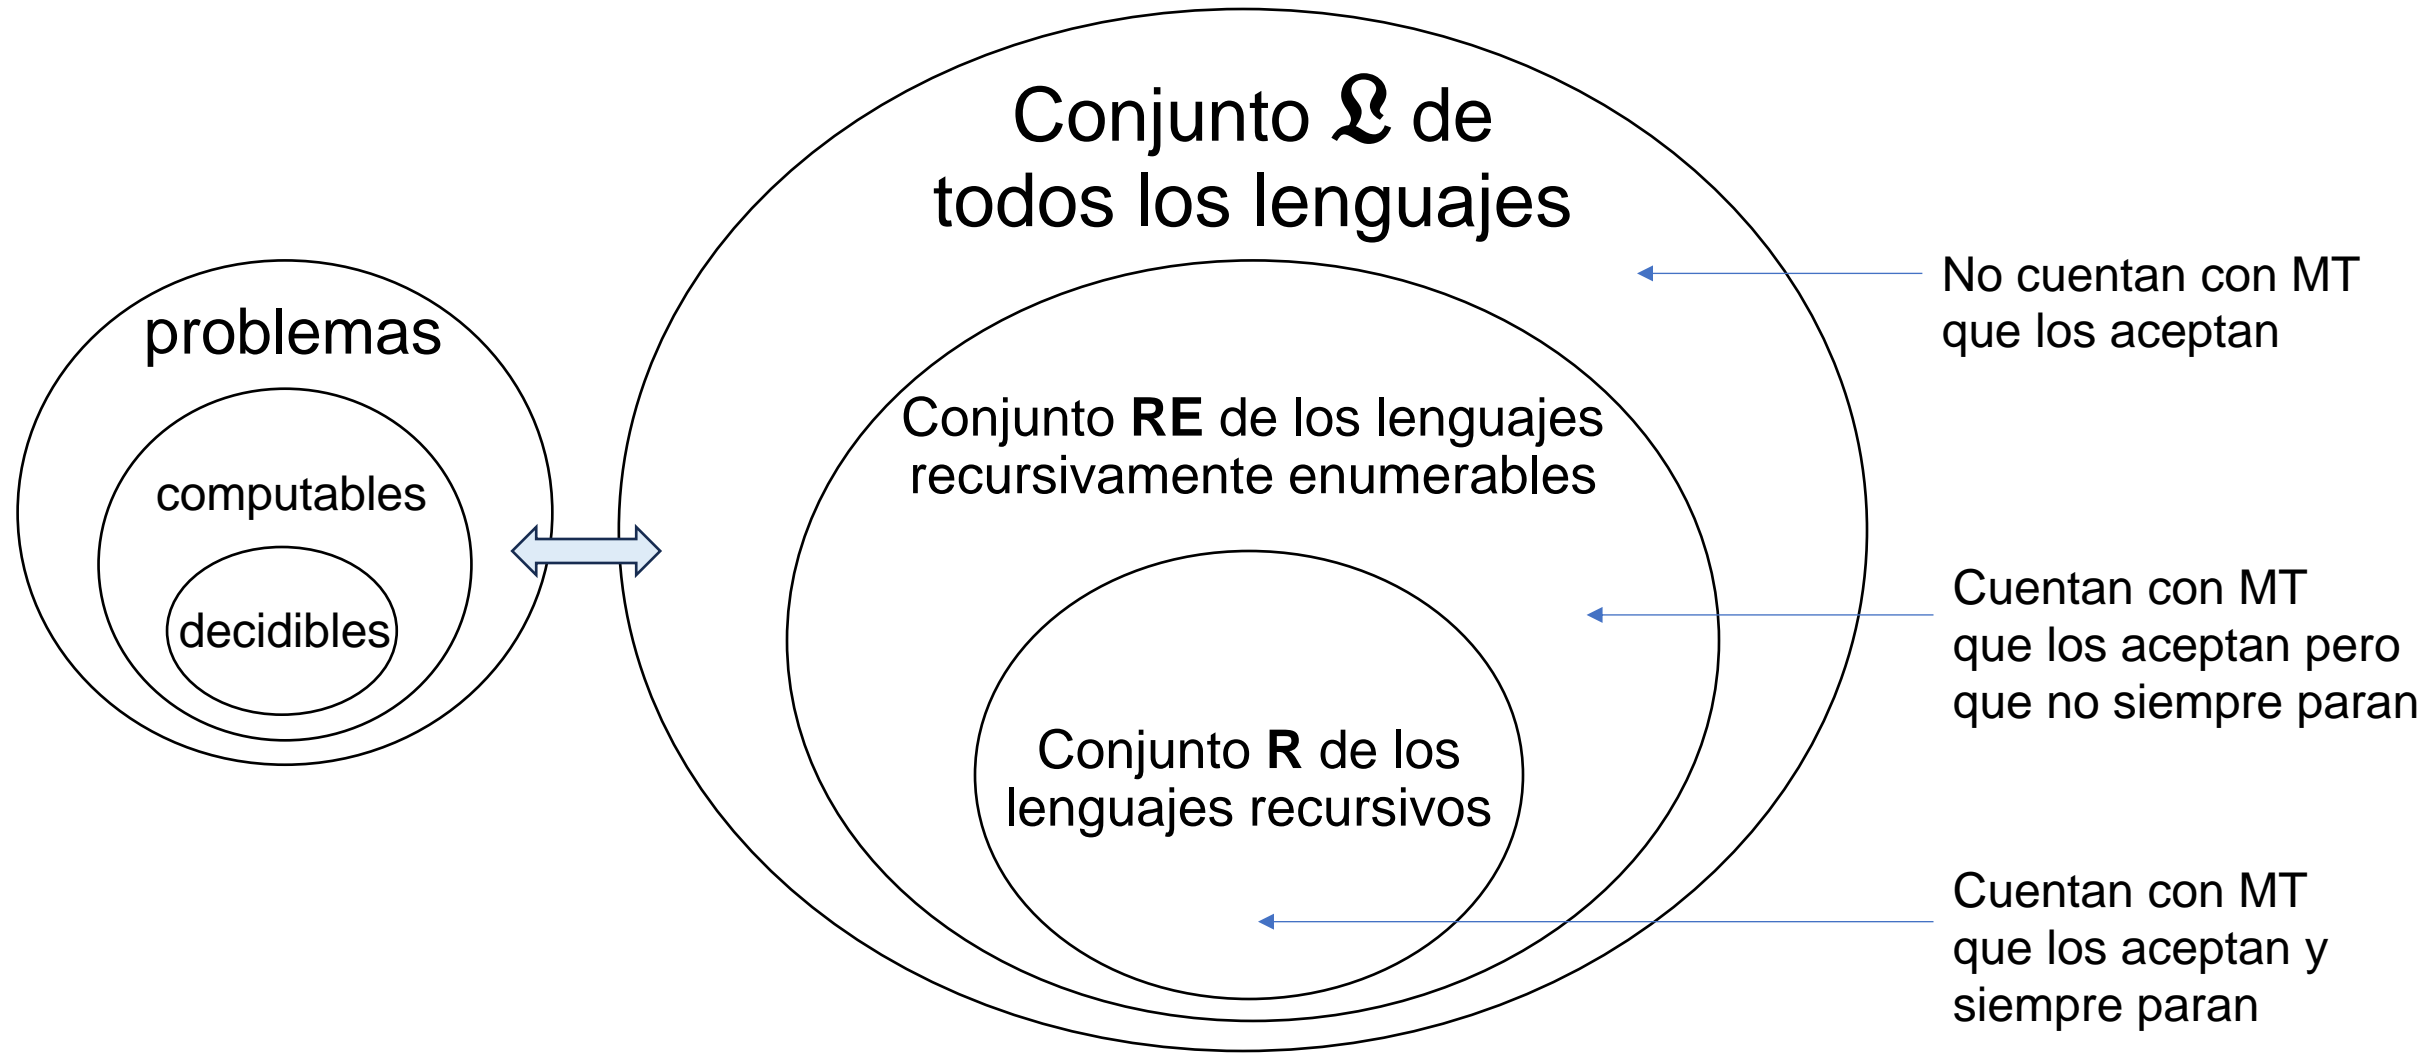 Conjunto 𝕷 de
todos los lenguajes
problemas
computables
decidibles
Conjunto RE de los lenguajes
recursivamente enumerables
Conjunto R de los
lenguajes recursivos
No cuentan con MT
que los aceptan
Cuentan con MT
que los aceptan pero
que no siempre paran
Cuentan con MT
que los aceptan y
siempre paran